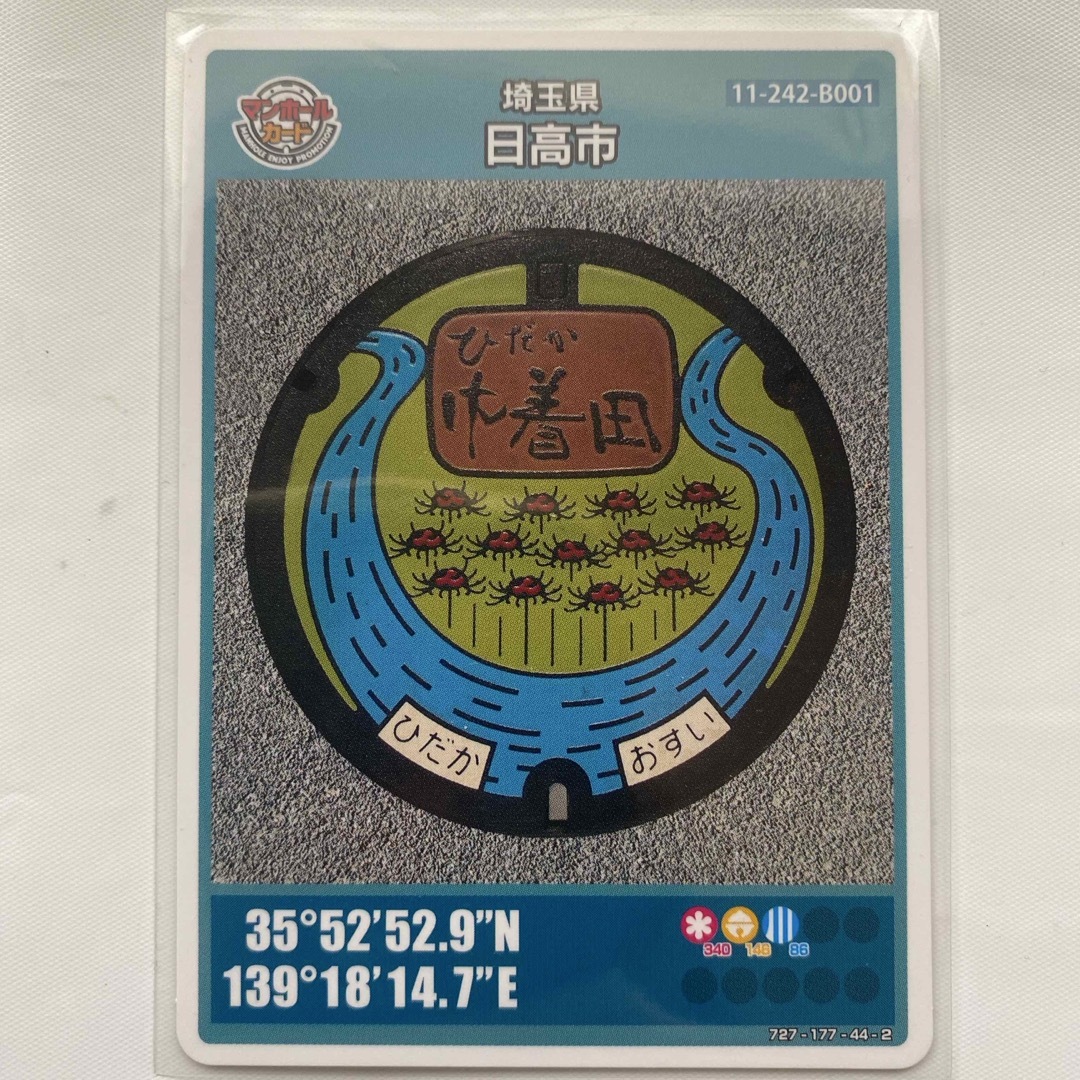 マンホール
カード
MANHOLE ENJOY PROMOTION
埼玉県
日高市
11-242-B001
ひだか
巾着田
ひだか
おすい
35°52'52.9"N
139°18'14.7"E
340 146 86
727-177-44-2